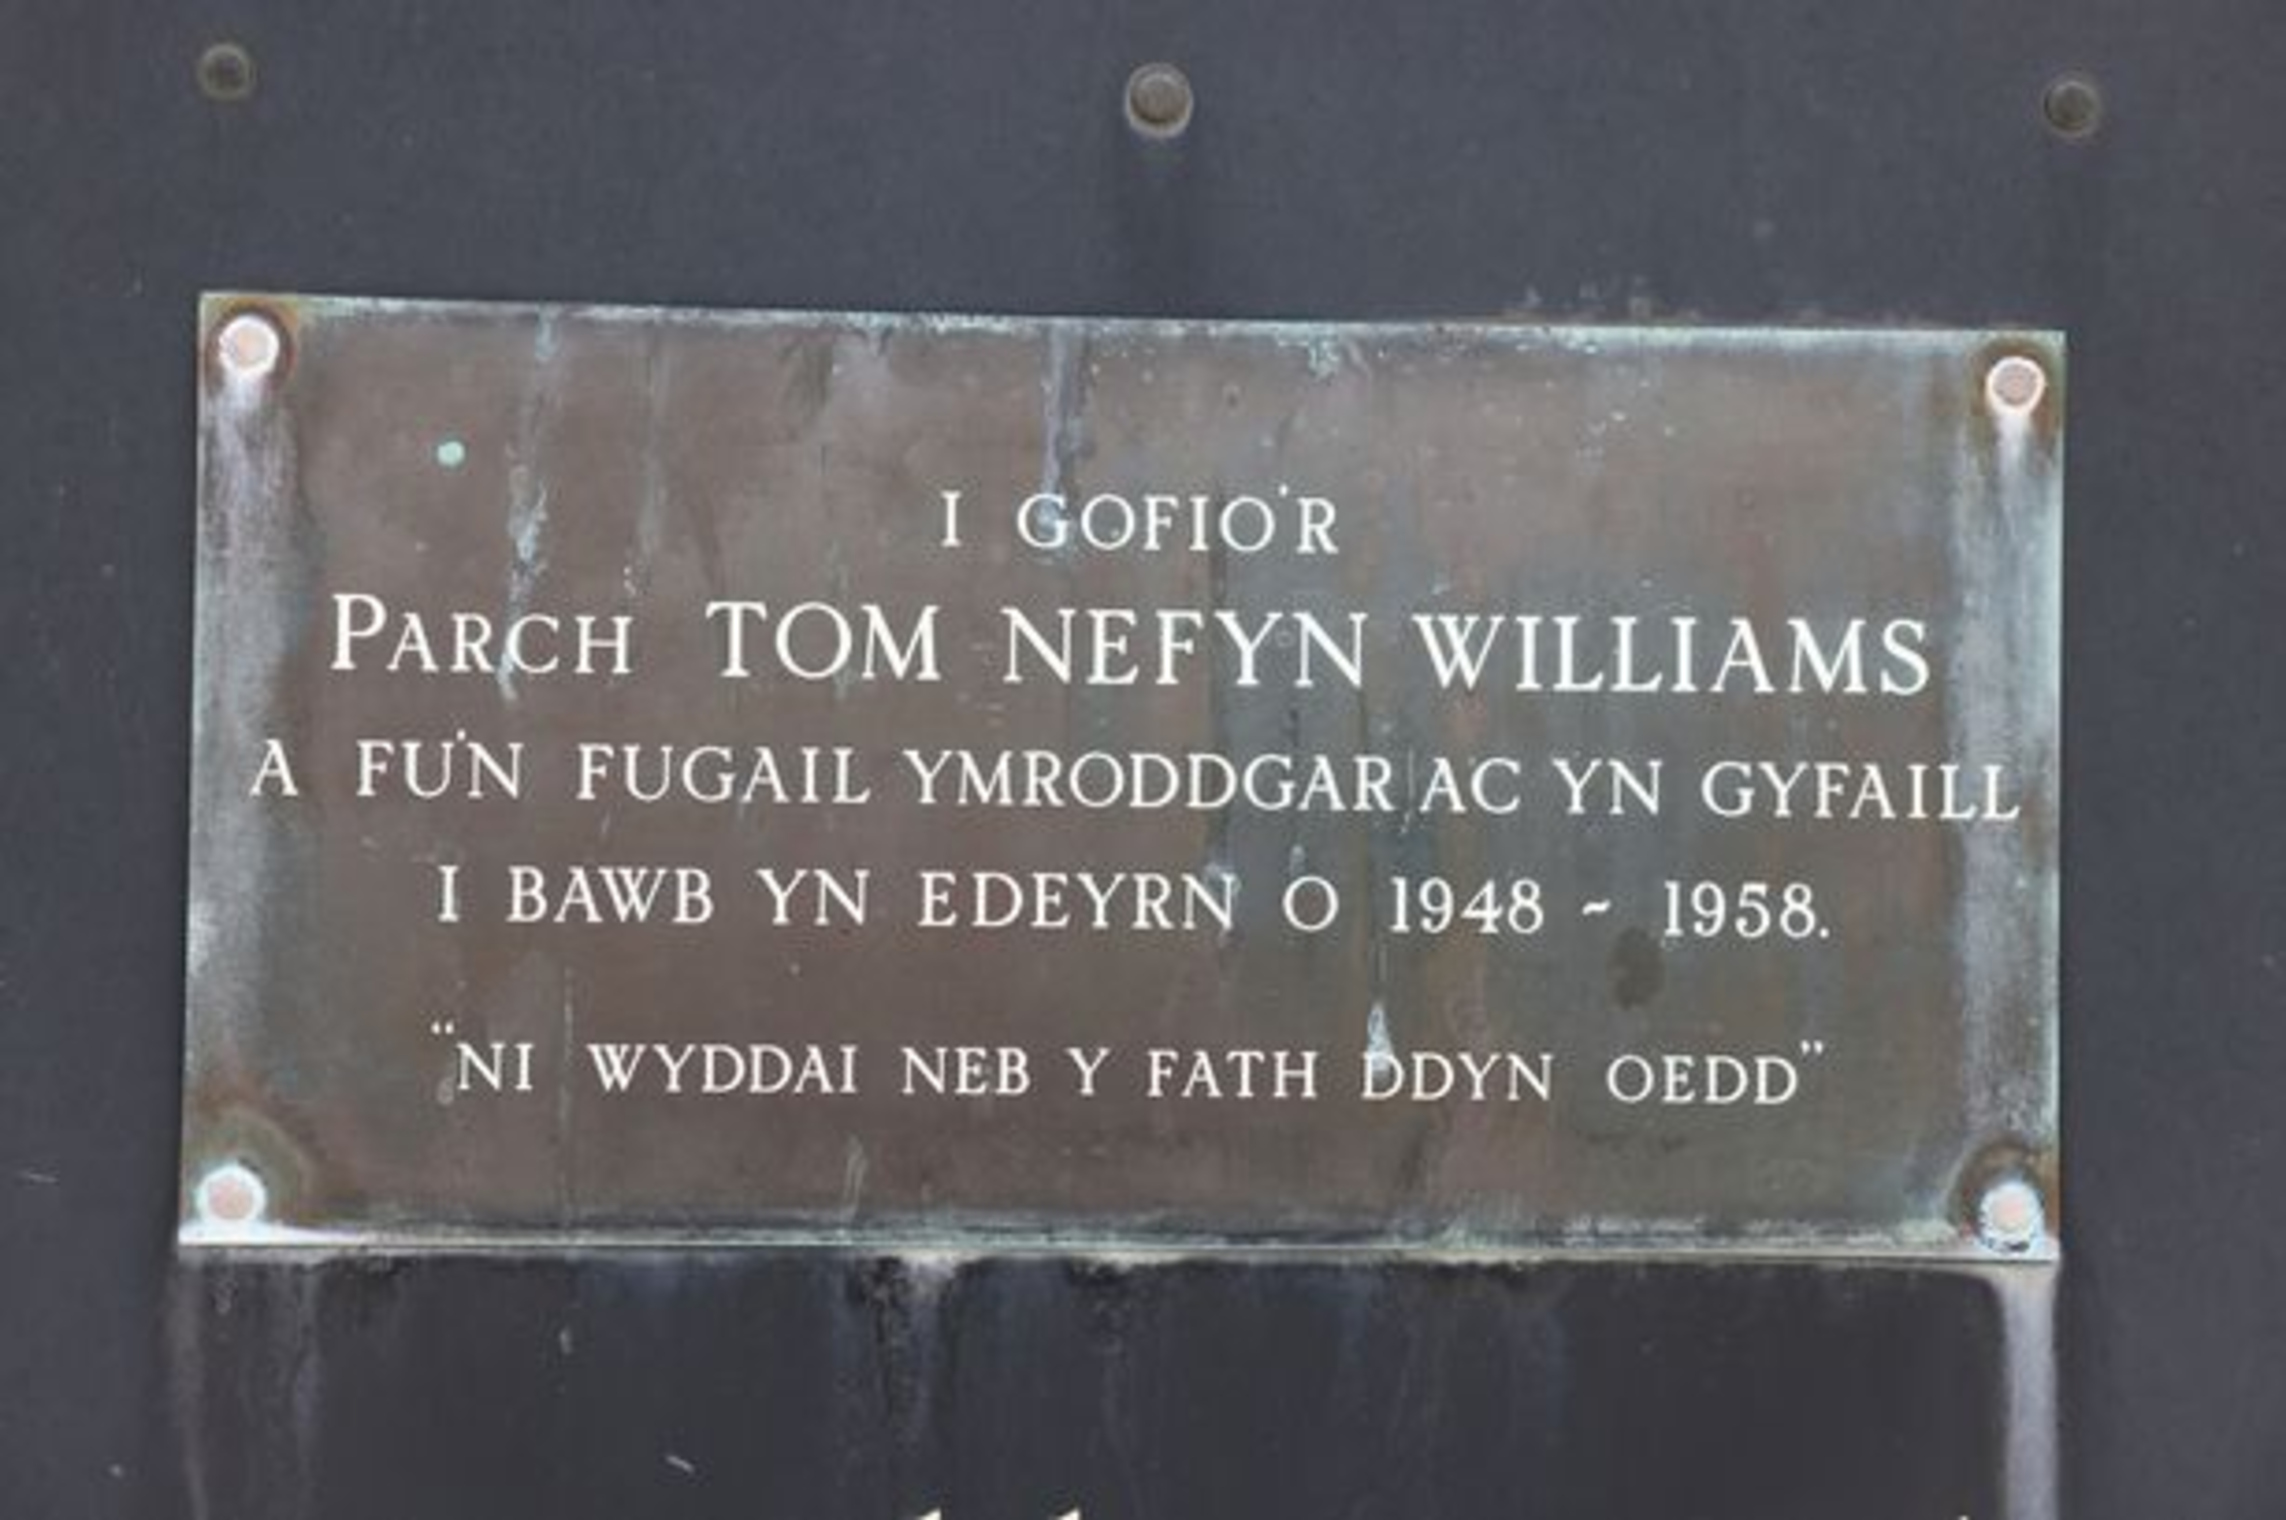 I GOFIO'R
PARCH TOM NEFYN WILLIAMS
A FU'N FUGAIL YMRODDGAR AC YN GYFAILL
I BAWB YN EDEYRN O 1948 ~ 1958.
"NI WYDDAI NEB Y FATH DDYN OEDD"